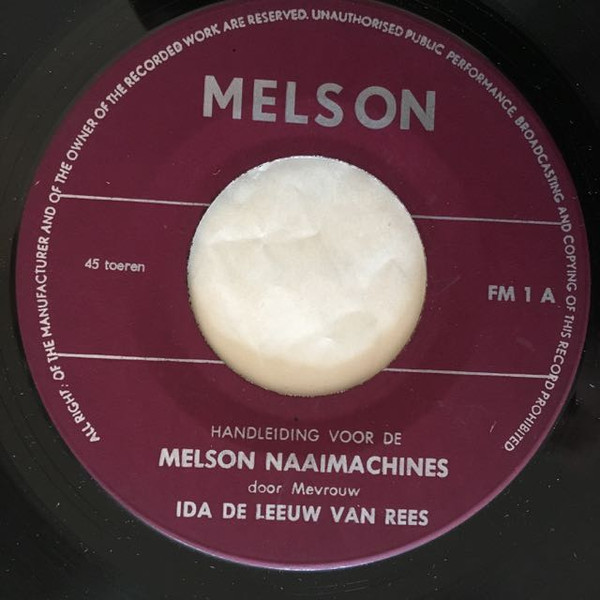 ALL RIGHT: OF THE MANUFACTURER AND OF THE OWNER OF THE RECORDED WORK ARE RESERVED. UNAUTHORISED PUBLIC PERFORMANCE, BROADCASTING AND COPYING OF THIS RECORD PROHIBITED
MELSON
45 toeren
FM 1 A
HANDLEIDING VOOR DE
MELSON NAAIMACHINES
door Mevrouw
IDA DE LEEUW VAN REES